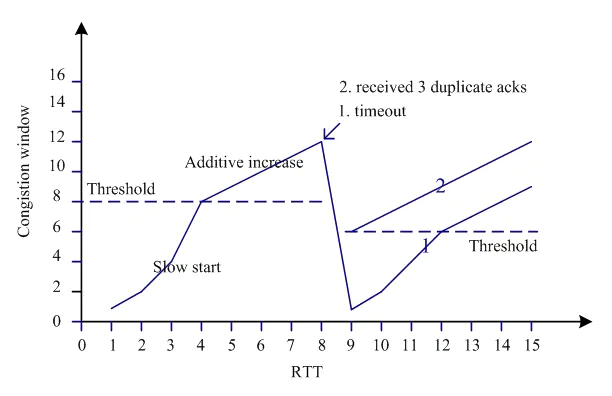 2. received 3 duplicate acks
1. timeout
Additive increase
Threshold
2
Slow start
1
Threshold
Congistion window
16
14
12
10
8
6
4
2
0
0 1 2 3 4 5 6 7 8 9 10 11 12 13 14 15
RTT